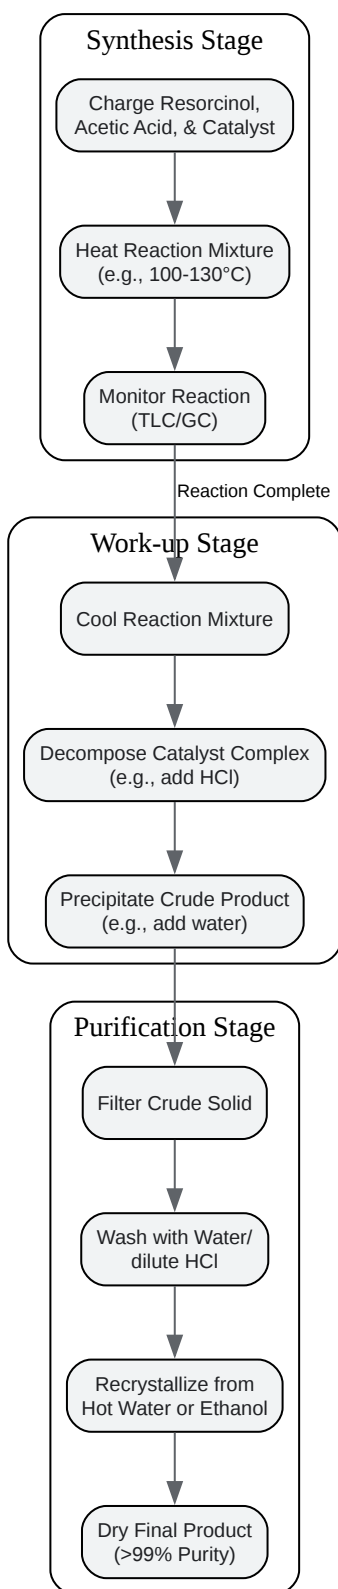 Synthesis Stage
Charge Resorcinol,
Acetic Acid, & Catalyst
Heat Reaction Mixture
(e.g., 100-130°C)
Monitor Reaction
(TLC/GC)
Reaction Complete
Work-up Stage
Cool Reaction Mixture
Decompose Catalyst Complex
(e.g., add HCl)
Precipitate Crude Product
(e.g., add water)
Purification Stage
Filter Crude Solid
Wash with Water/
dilute HCl
Recrystallize from
Hot Water or Ethanol
Dry Final Product
(>99% Purity)